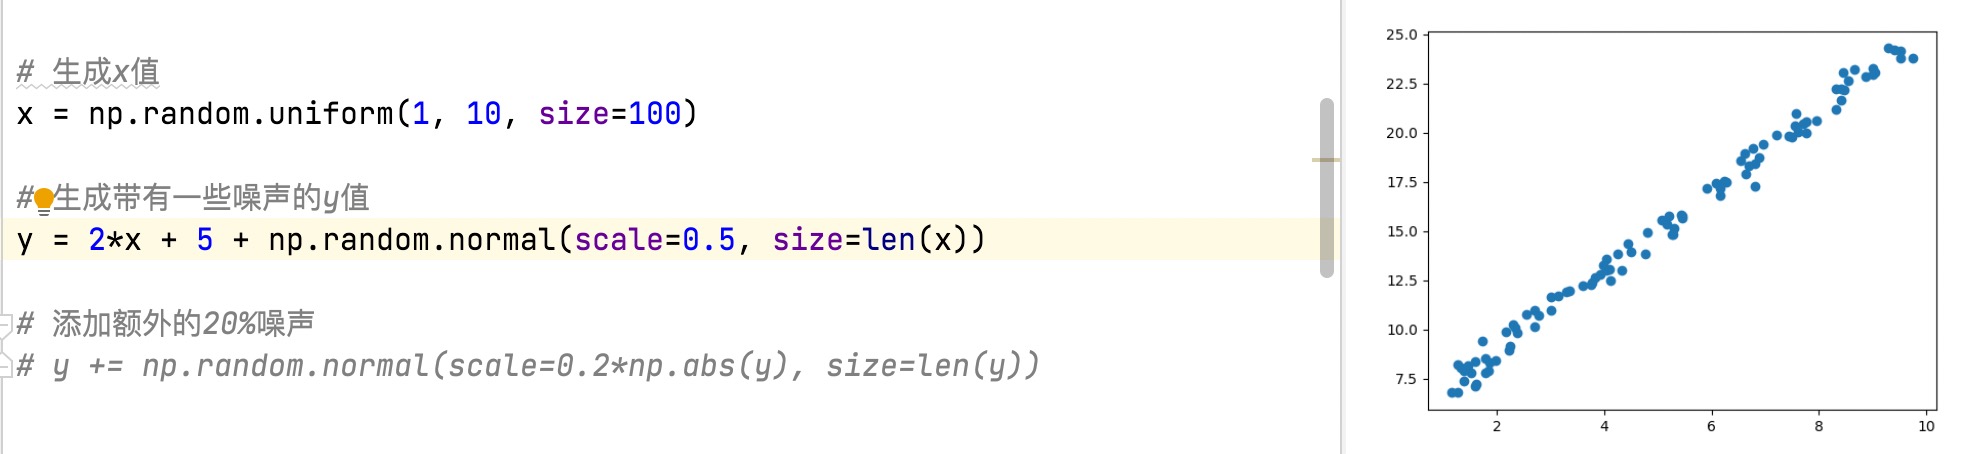 # 生成x值
x = np.random.uniform(1, 10, size=100)
# 生成带有一些噪声的y值
y = 2*x + 5 + np.random.normal(scale=0.5, size=len(x))
# 添加额外的20%噪声
# y += np.random.normal(scale=0.2*np.abs(y), size=len(y))
25.0
22.5
20.0
17.5
15.0
12.5
10.0
7.5
2 4 6 8 10